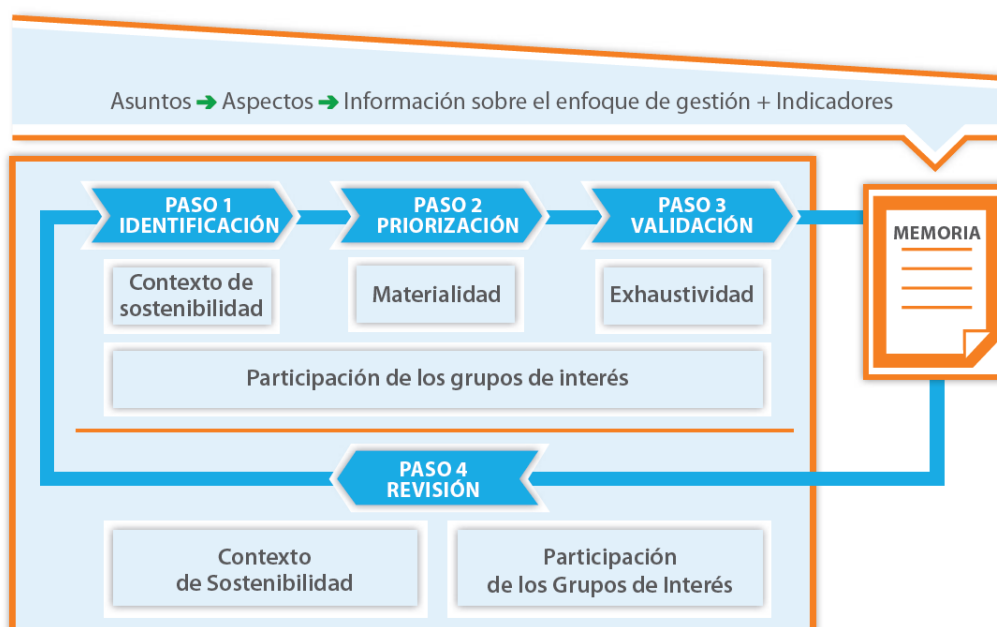 Asuntos ➔ Aspectos ➔ Información sobre el enfoque de gestión + Indicadores
PASO 1
IDENTIFICACIÓN
PASO 2
PRIORIZACIÓN
PASO 3
VALIDACIÓN
MEMORIA
Contexto de
sostenibilidad
Materialidad
Exhaustividad
Participación de los grupos de interés
PASO 4
REVISIÓN
Contexto
de Sostenibilidad
Participación
de los Grupos de Interés